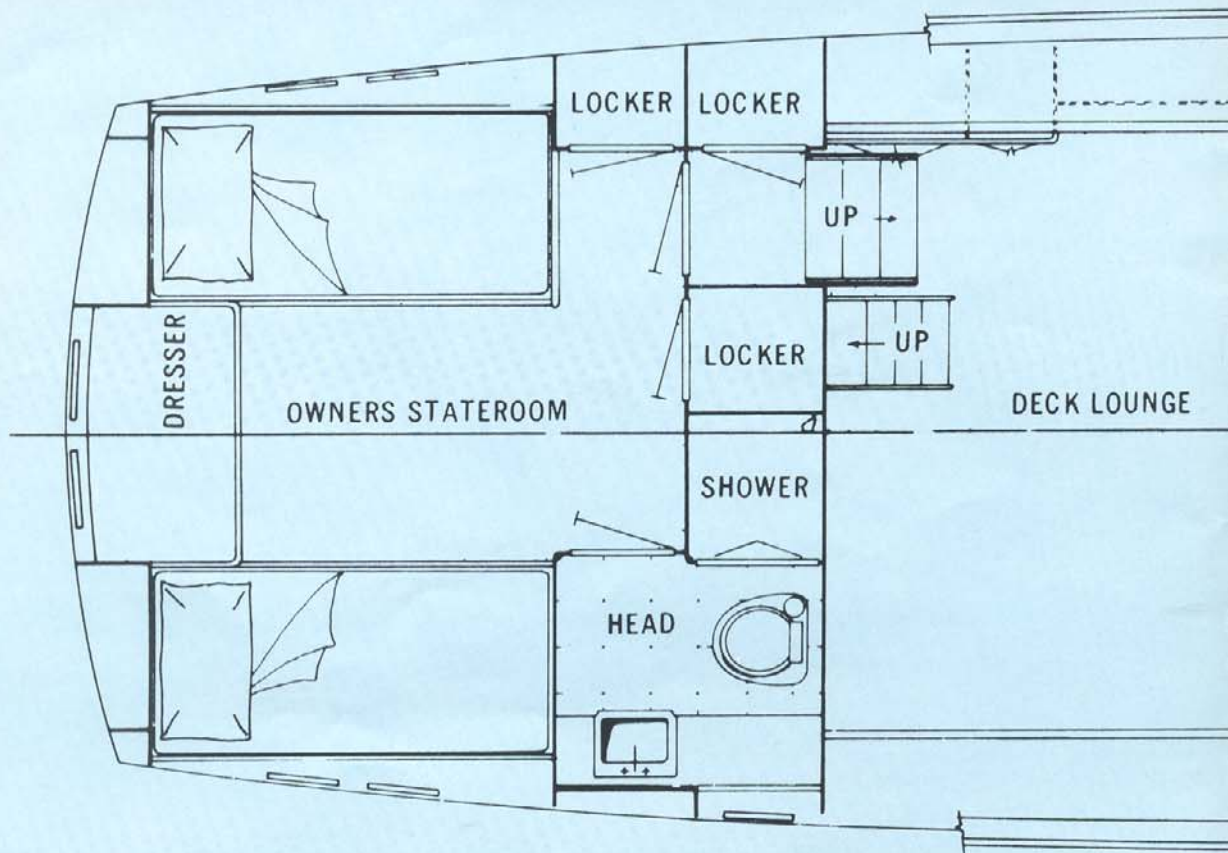 LOCKER
LOCKER
UP
LOCKER
UP
DRESSER
OWNERS STATEROOM
DECK LOUNGE
SHOWER
HEAD